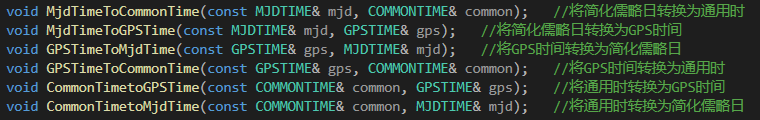 void MjdTimeToCommonTime(const MJDTIME& mjd, COMMONTIME& common);   //将简化儒略日转换为通用时
void MjdTimeToGPSTime(const MJDTIME& mjd, GPSTIME& gps);   //将简化儒略日转换为GPS时间
void GPSTimeToMjdTime(const GPSTIME& gps, MJDTIME& mjd);   //将GPS时间转换为简化儒略日
void GPSTimeToCommonTime(const GPSTIME& gps, COMMONTIME& common);   //将GPS时间转换为通用时
void CommonTimetoGPSTime(const COMMONTIME& common, GPSTIME& gps);   //将通用时转换为GPS时间
void CommonTimetoMjdTime(const COMMONTIME& common, MJDTIME& mjd);   //将通用时转换为简化儒略日